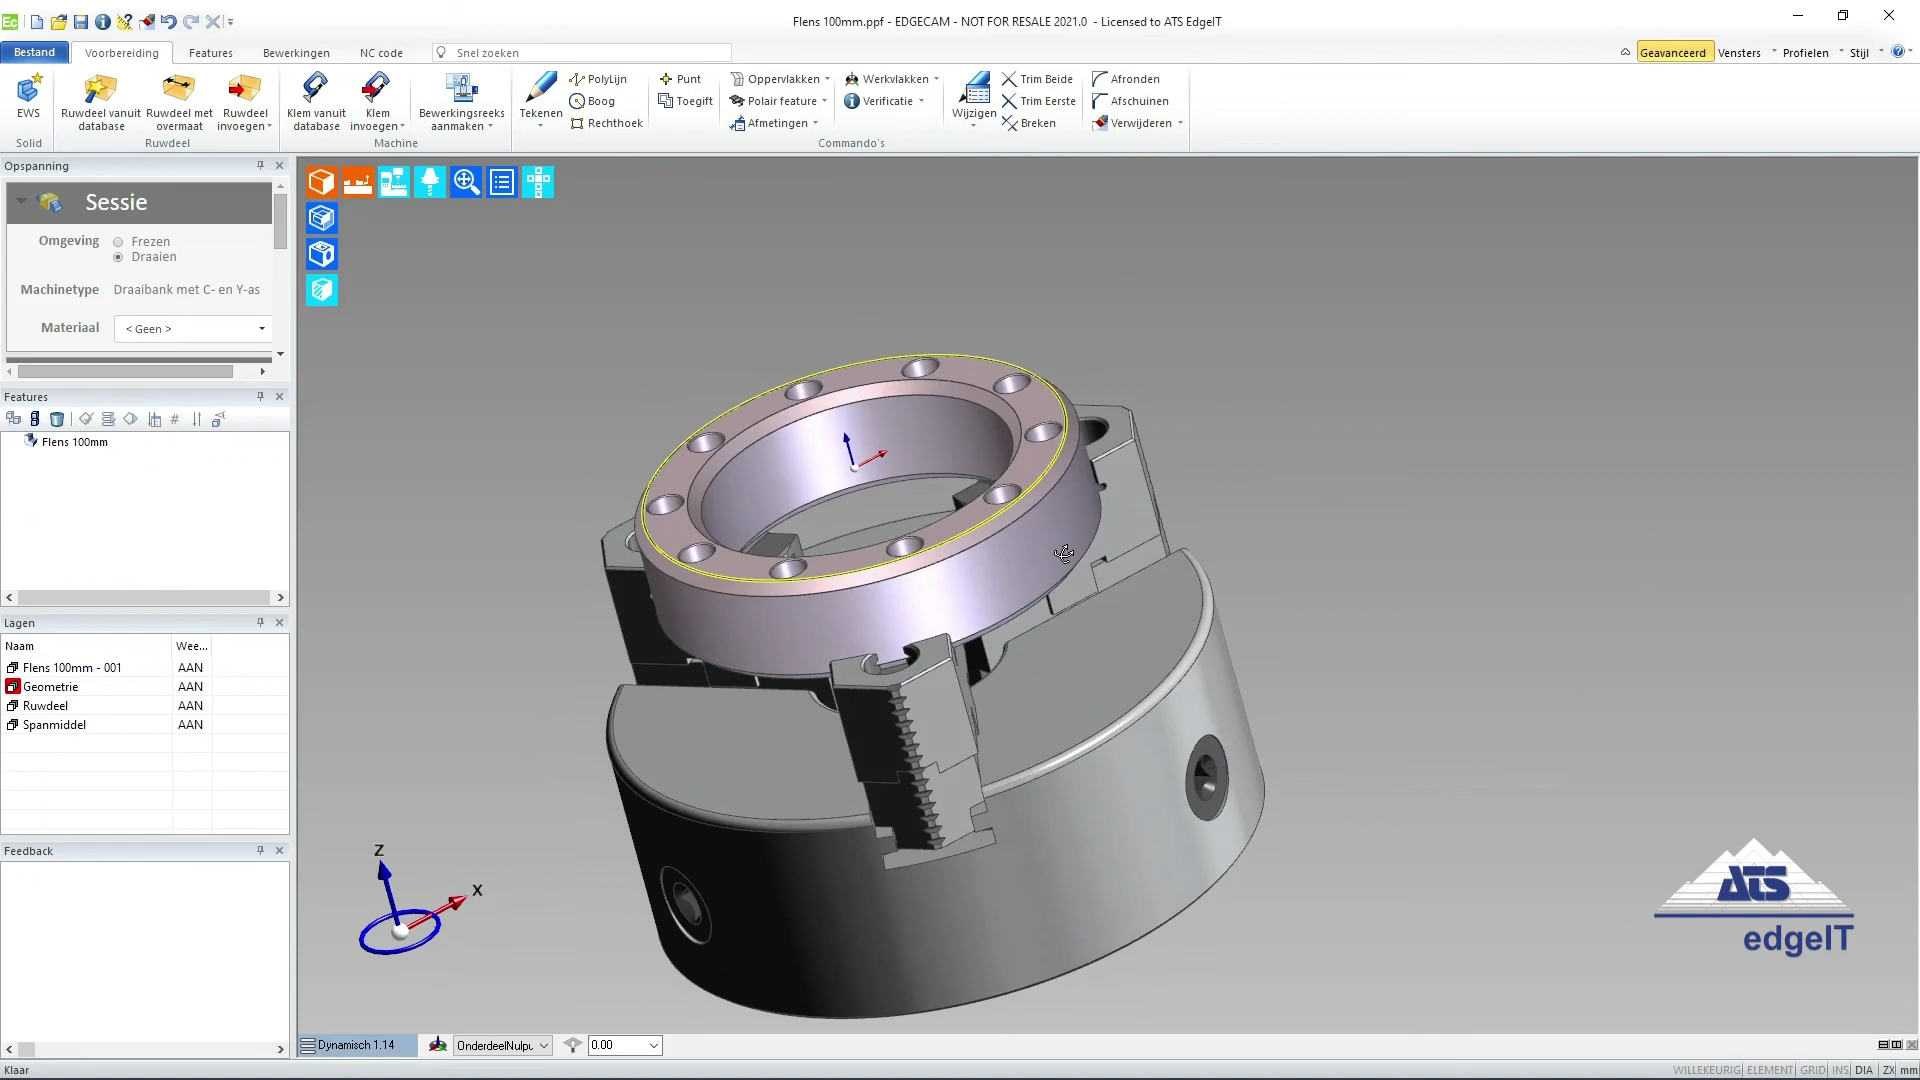 Ec
Flens 100mm.ppf - EDGECAM - NOT FOR RESALE 2021.0 - Licensed to ATS EdgeIT
Bestand Voorbereiding Features Bewerkingen NC code Snel zoeken Geavanceerd Vensters Profielen Stijl
EWS
Ruwdeel vanuit database
Ruwdeel met overmaat
Ruwdeel invoegen
Klem vanuit database
Klem invoegen
Bewerkingsreeks aanmaken
Tekenen
PolyLijn
Boog
Rechthoek
Punt
Toegift
Oppervlakken
Polair feature
Afmetingen
Werkvlakken
Verificatie
Wijzigen
Trim Beide
Trim Eerste
Breken
Afronden
Afschuinen
Verwijderen
Solid Ruwdeel Machine Commando's
Opspanning
Sessie
Omgeving Frezen
Draaien
Machinetype Draaibank met C- en Y-as
Materiaal < Geen >
Features
#
Flens 100mm
Lagen
Naam Wee...
Flens 100mm - 001 AAN
Geometrie AAN
Ruwdeel AAN
Spanmiddel AAN
Feedback
Z
X
ATS
edgeIT
Dynamisch 1.14 OnderdeelNulpu 0.00
Klaar WILLEKEURIG ELEMENT GRID INS DIA ZX mm